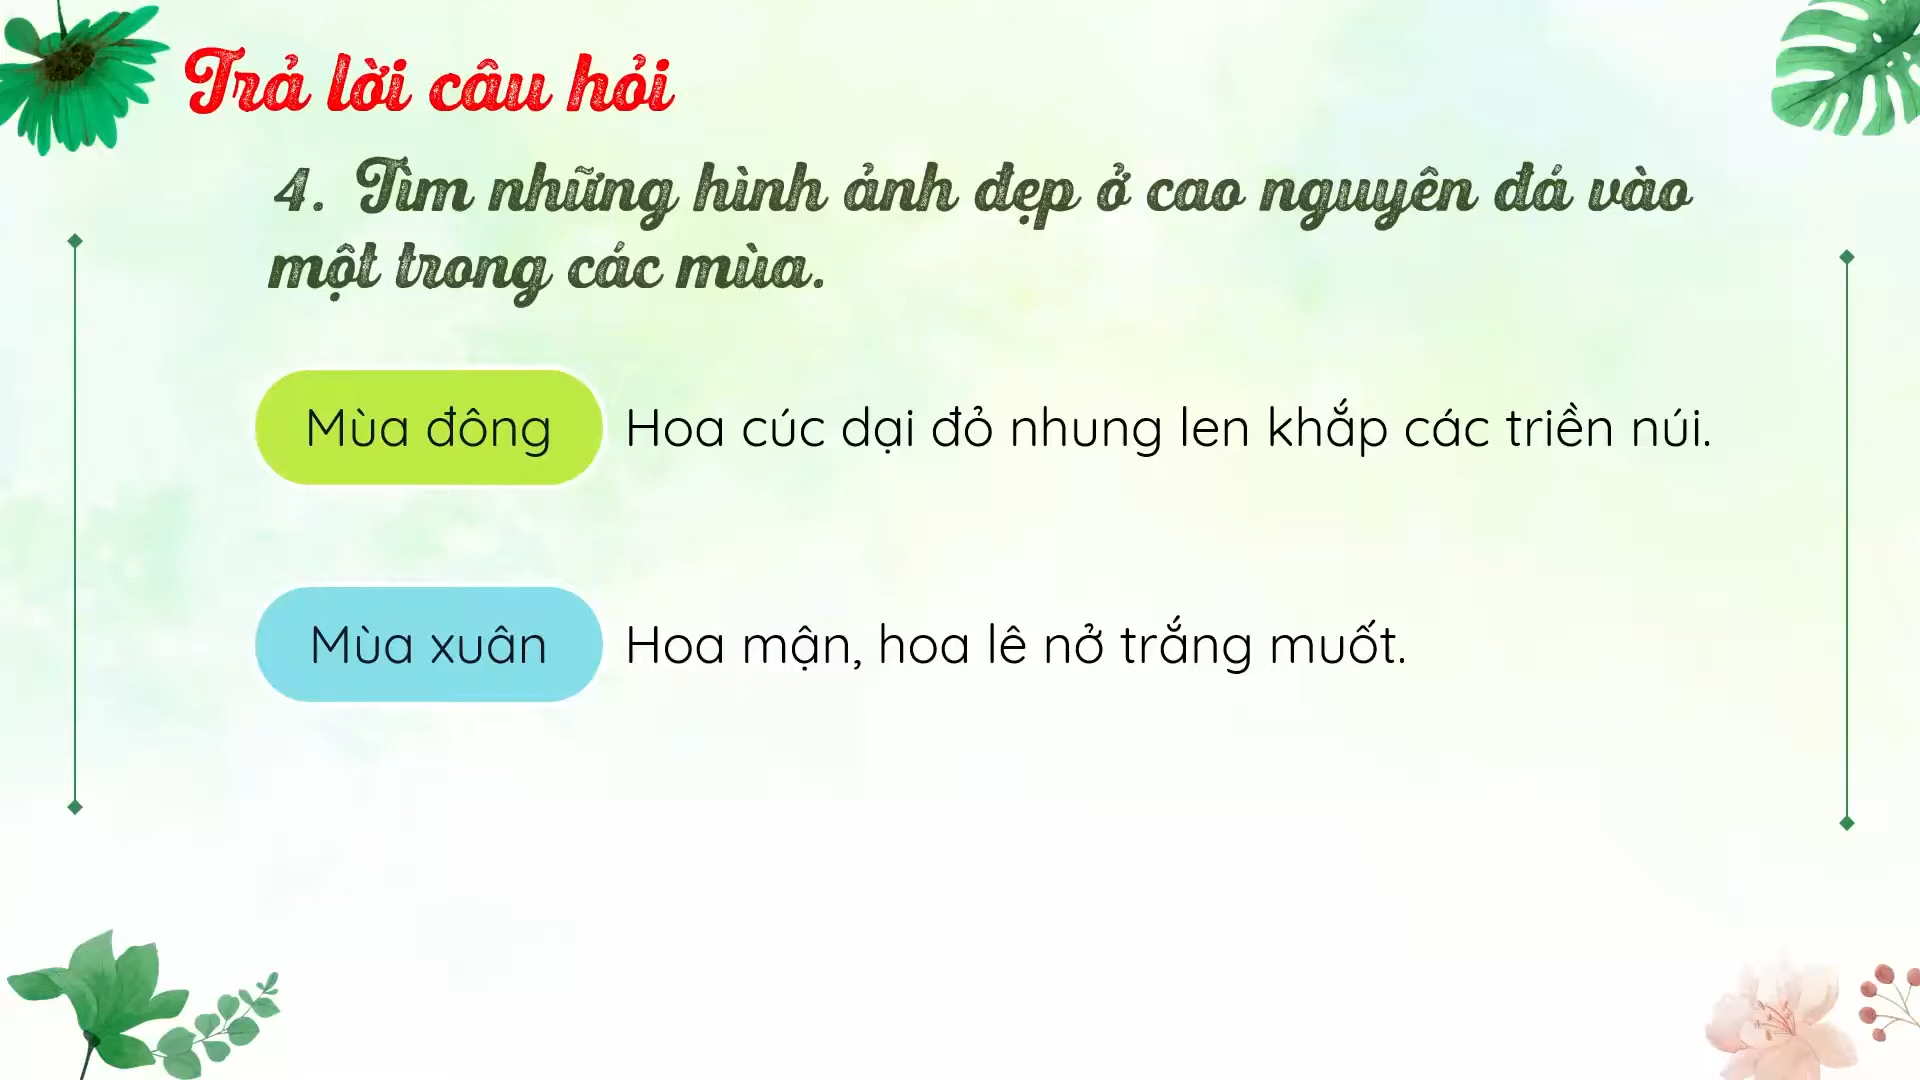 Trả lời câu hỏi
4. Tìm những hình ảnh đẹp ở cao nguyên đá vào
một trong các mùa.
Mùa đông Hoa cúc dại đỏ nhung len khắp các triền núi.
Mùa xuân Hoa mận, hoa lê nở trắng muốt.